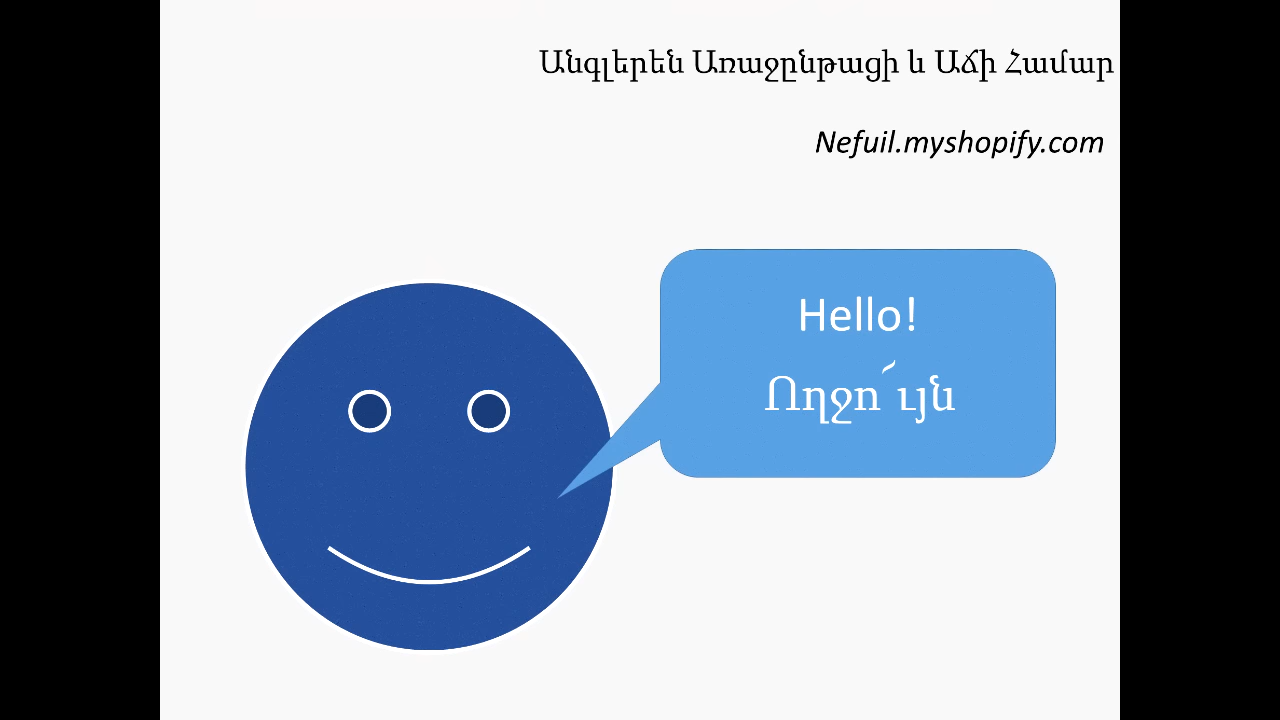 Անգլերեն Առաջընթացի և Աճի Համար
Nefuil.myshopify.com
Hello!
Ողջո՜ւյն